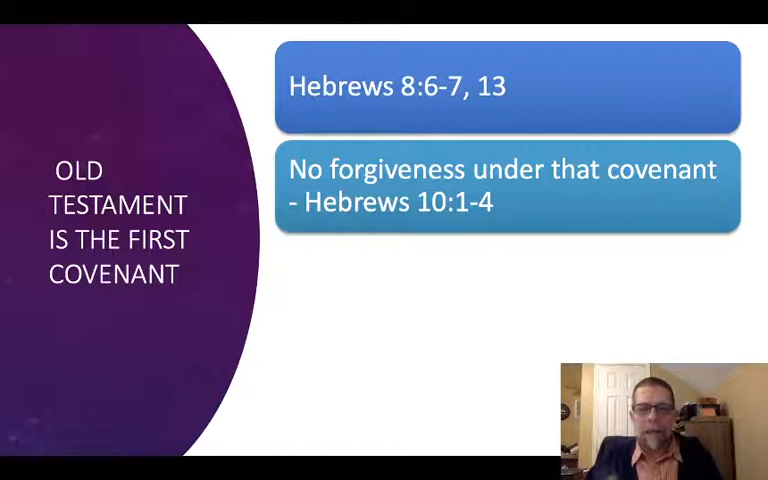 OLD
TESTAMENT
IS THE FIRST
COVENANT
Hebrews 8:6-7, 13
No forgiveness under that covenant
- Hebrews 10:1-4